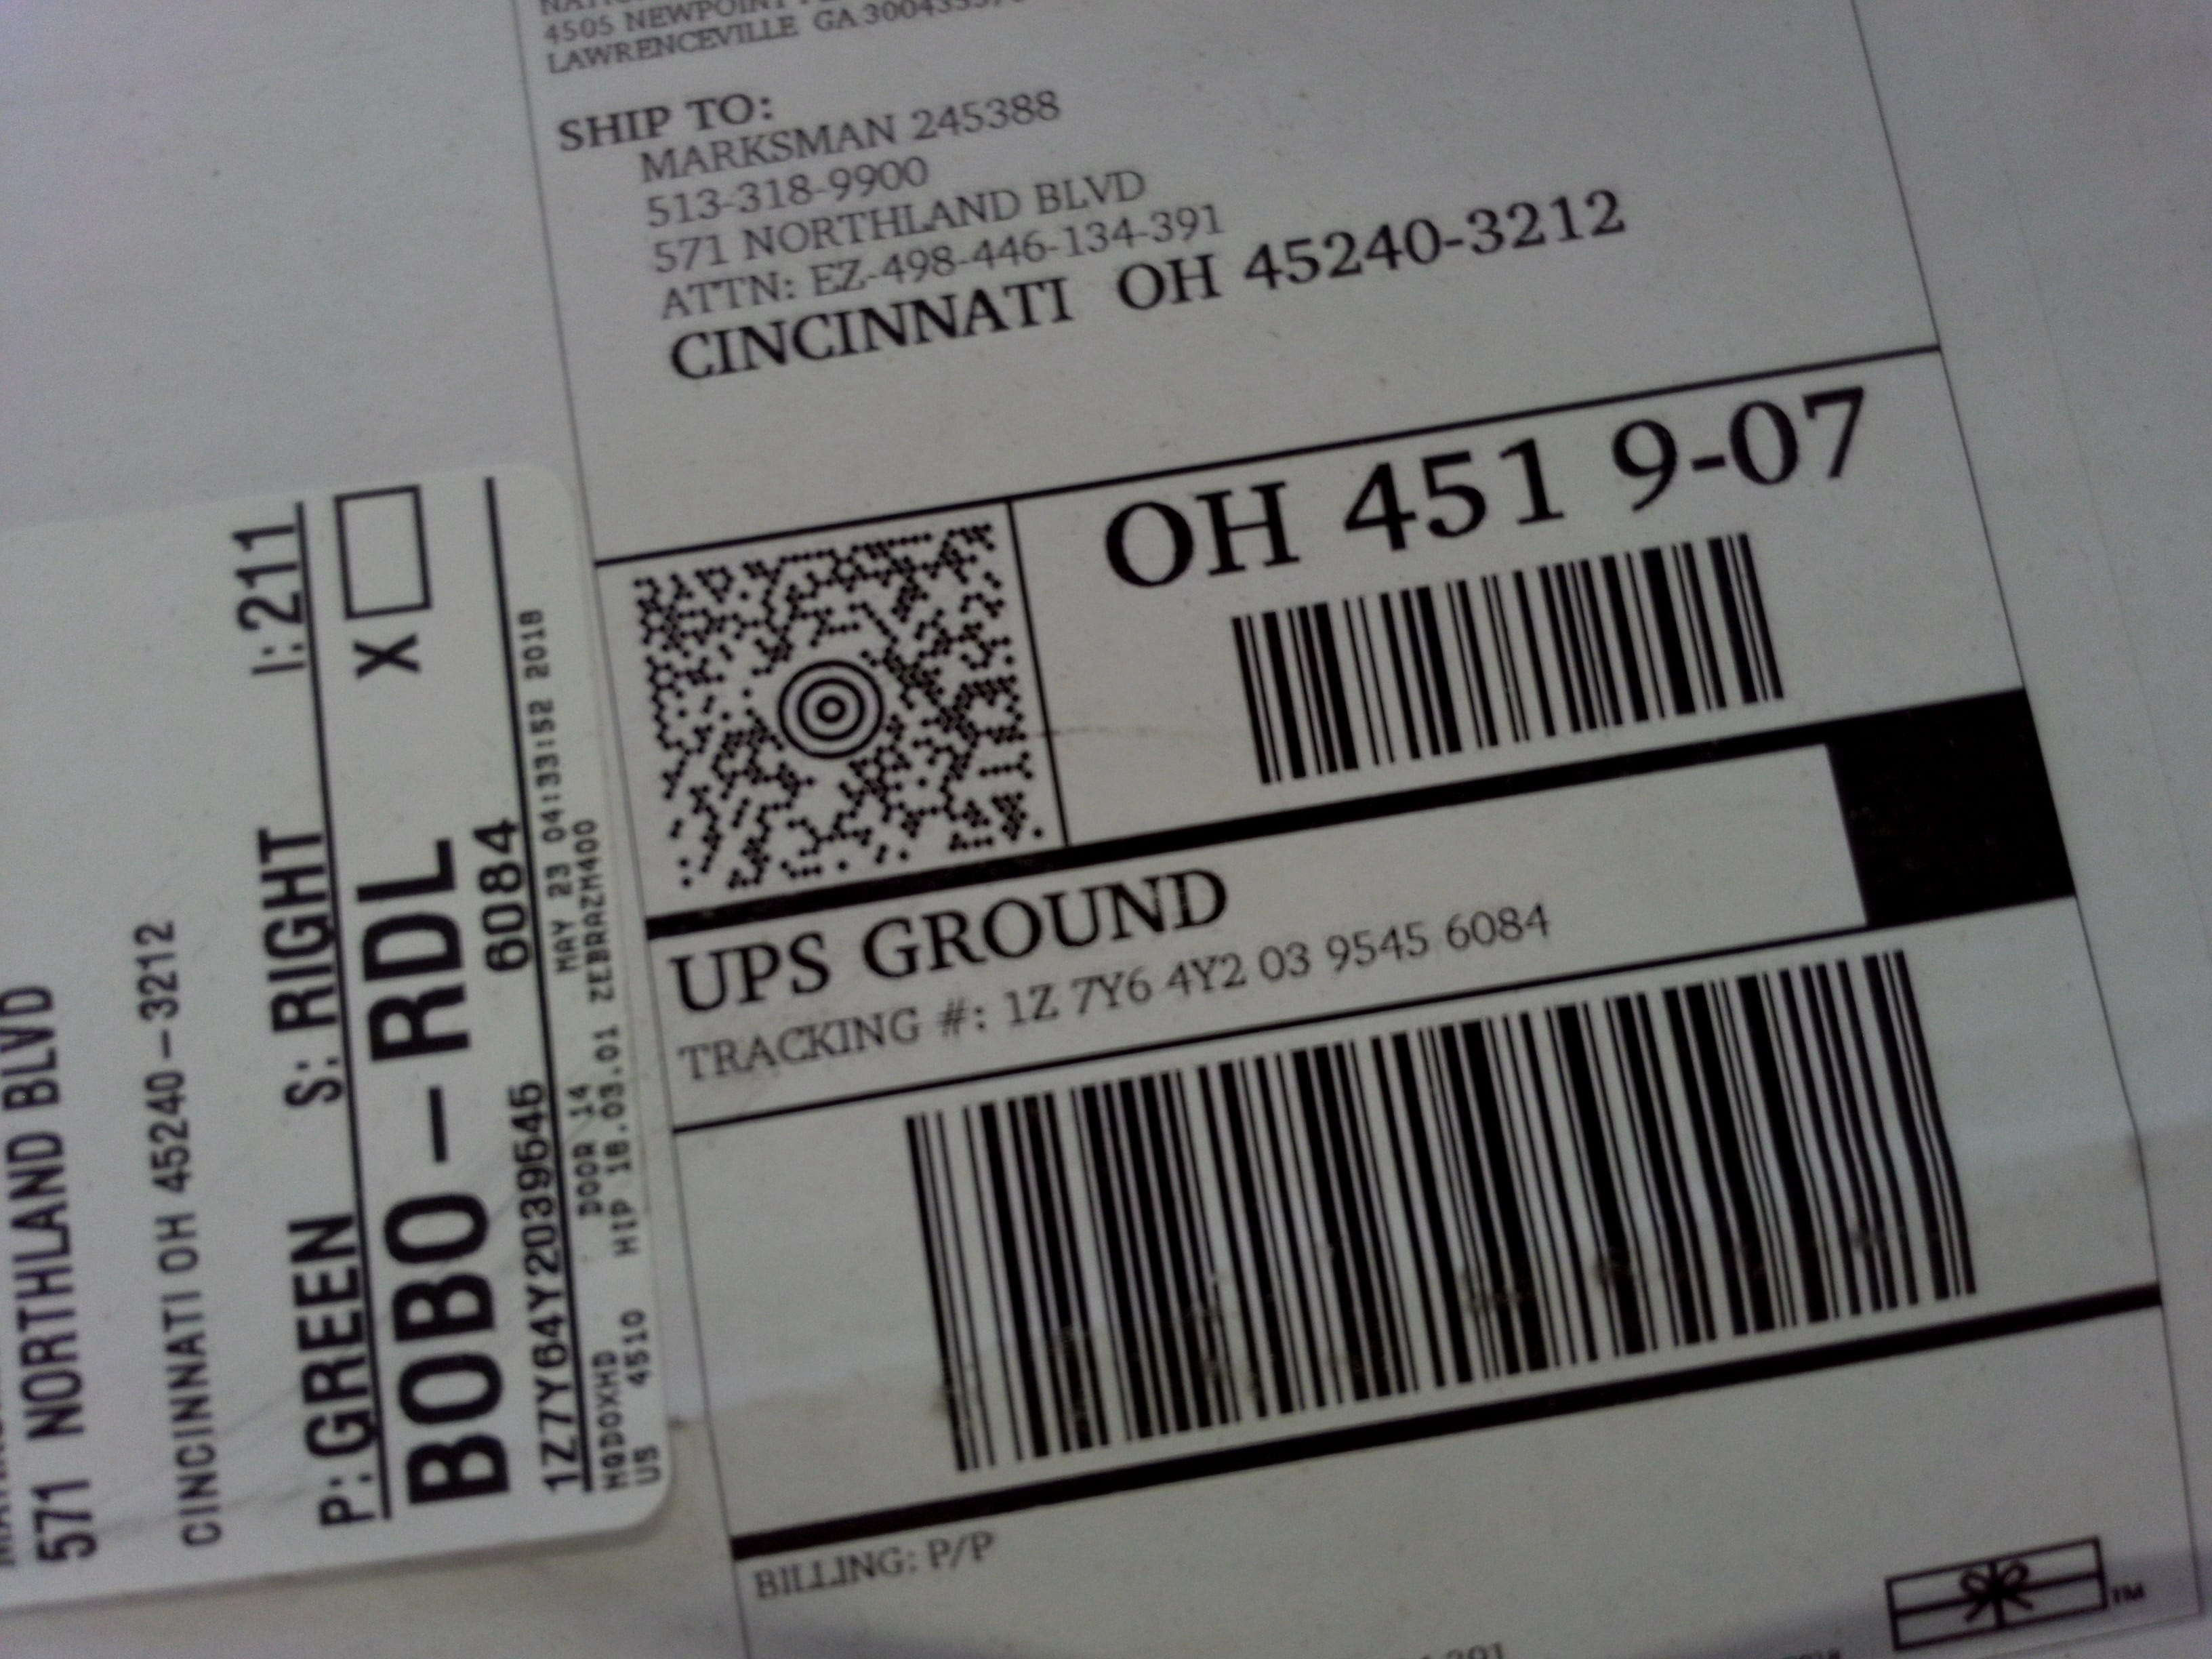 4505 NEWPOINT
LAWRENCEVILLE GA
SHIP TO:
MARKSMAN 245388
513-318-9900
571 NORTHLAND BLVD
ATTN: EZ-498-446-134-391
CINCINNATI OH 45240-3212
OH 451 9-07
UPS GROUND
TRACKING #: 1Z 7Y6 4Y2 03 9545 6084
BILLING: P/P
TM
571 NORTHLAND BLVD
CINCINNATI OH 45240-3212
P: GREEN S: RIGHT I: 211
BOBO - RDL X
1Z7Y64Y2039545 6084
DOOR 14 MAY 23 04:33:52 2018
HIP 18.03.01 ZEBRAZM400
US 4510